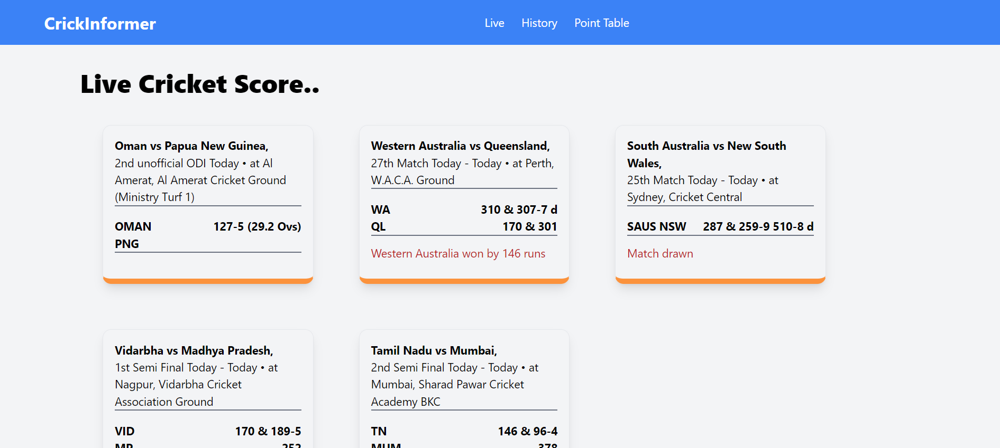 CrickInformer
Live History Point Table
Live Cricket Score..
Oman vs Papua New Guinea,
2nd unofficial ODI Today • at Al
Amerat, Al Amerat Cricket Ground
(Ministry Turf 1)
OMAN 127-5 (29.2 Ovs)
PNG
Western Australia vs Queensland,
27th Match Today - Today • at Perth,
W.A.C.A. Ground
WA 310 & 307-7 d
QL 170 & 301
Western Australia won by 146 runs
South Australia vs New South
Wales,
25th Match Today - Today • at
Sydney, Cricket Central
SAUS NSW 287 & 259-9 510-8 d
Match drawn
Vidarbha vs Madhya Pradesh,
1st Semi Final Today - Today • at
Nagpur, Vidarbha Cricket
Association Ground
VID 170 & 189-5
MP 252
Tamil Nadu vs Mumbai,
2nd Semi Final Today - Today • at
Mumbai, Sharad Pawar Cricket
Academy BKC
TN 146 & 96-4
MUM 378